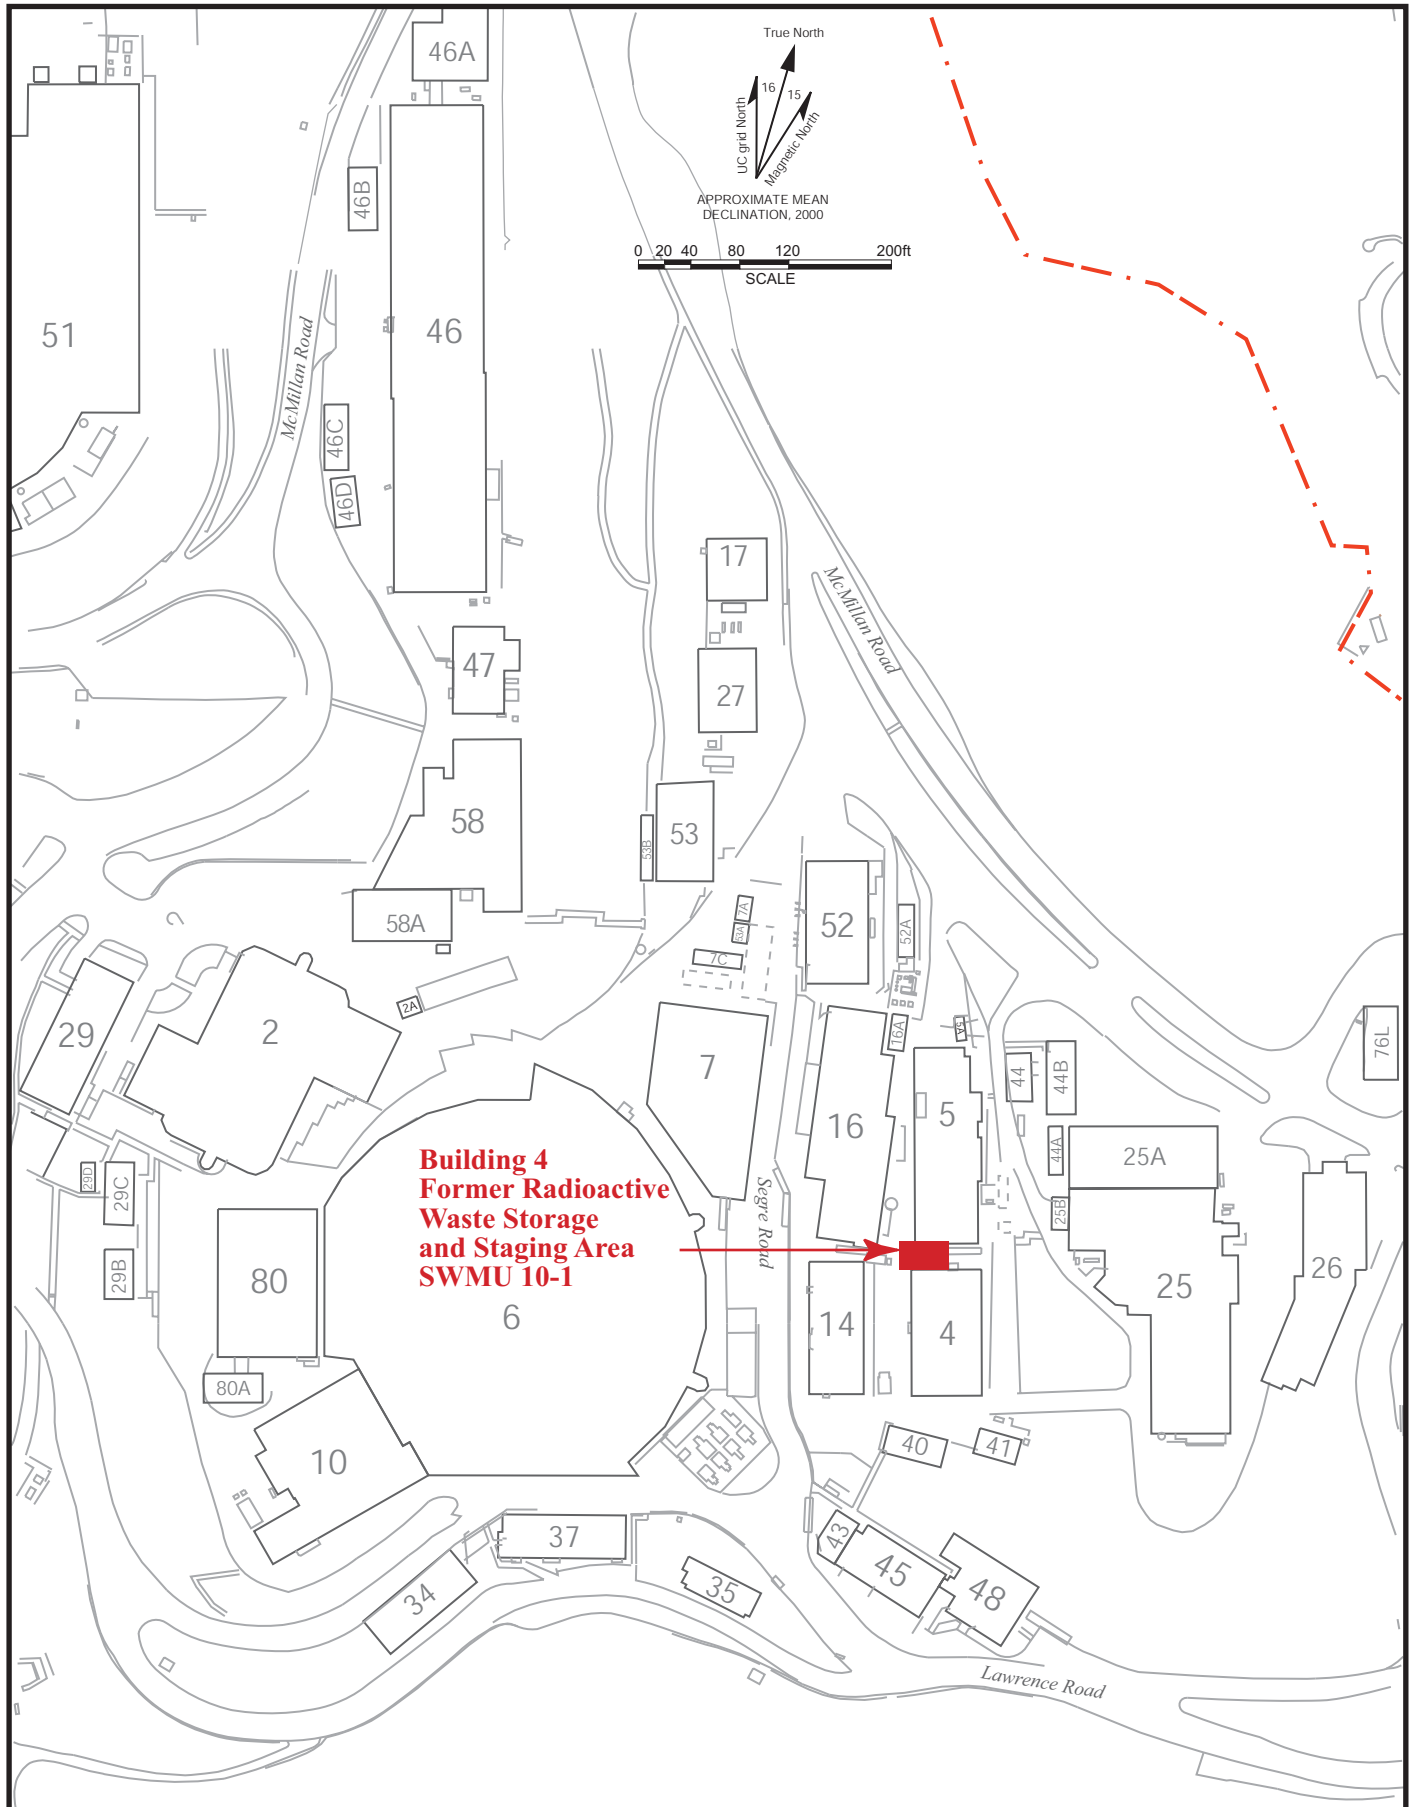 46A
True North
16
15
UC grid North
Magnetic North
APPROXIMATE MEAN
DECLINATION, 2000
0 20 40 80 120 200ft
SCALE
46B
51
46
McMillan Road
46C
46D
17
McMillan Road
47
27
58
53
53B
58A
7A
53A
52
52A
7C
29
2
2A
7
16A
5A
76L
44
44B
16
5
44A
25A
Building 4
Former Radioactive
Waste Storage
and Staging Area
SWMU 10-1
29D
29C
Segre Road
25B
29B
80
6
14
4
25
26
80A
10
40
41
37
43
45
34
35
48
Lawrence Road